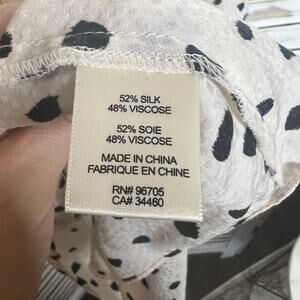 52% SILK
48% VISCOSE
52% SOIE
48% VISCOSE
MADE IN CHINA
FABRIQUE EN CHINE
RN# 96705
CA# 34460